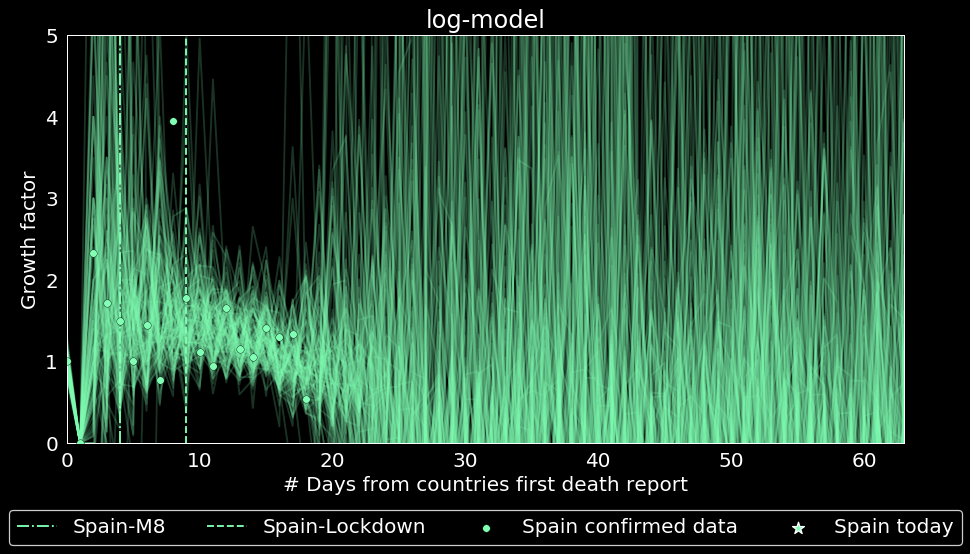 log-model
5
4
3
2
1
0
Growth factor
0 10 20 30 40 50 60
# Days from countries first death report
Spain-M8 Spain-Lockdown Spain confirmed data Spain today